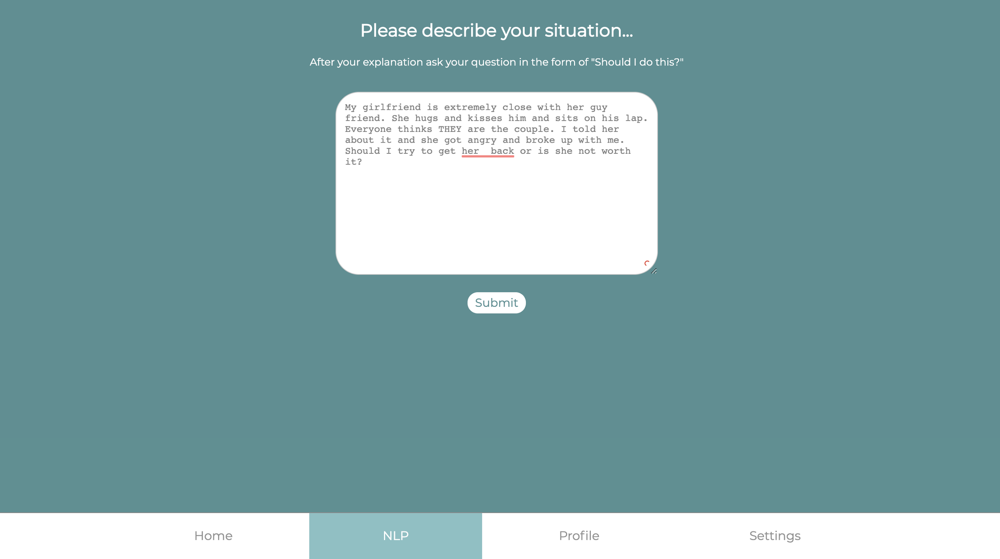 Please describe your situation...
After your explanation ask your question in the form of "Should I do this?"
My girlfriend is extremely close with her guy
friend. She hugs and kisses him and sits on his lap.
Everyone thinks THEY are the couple. I told her
about it and she got angry and broke up with me.
Should I try to get her  back or is she not worth
it?
Submit
Home
NLP
Profile
Settings